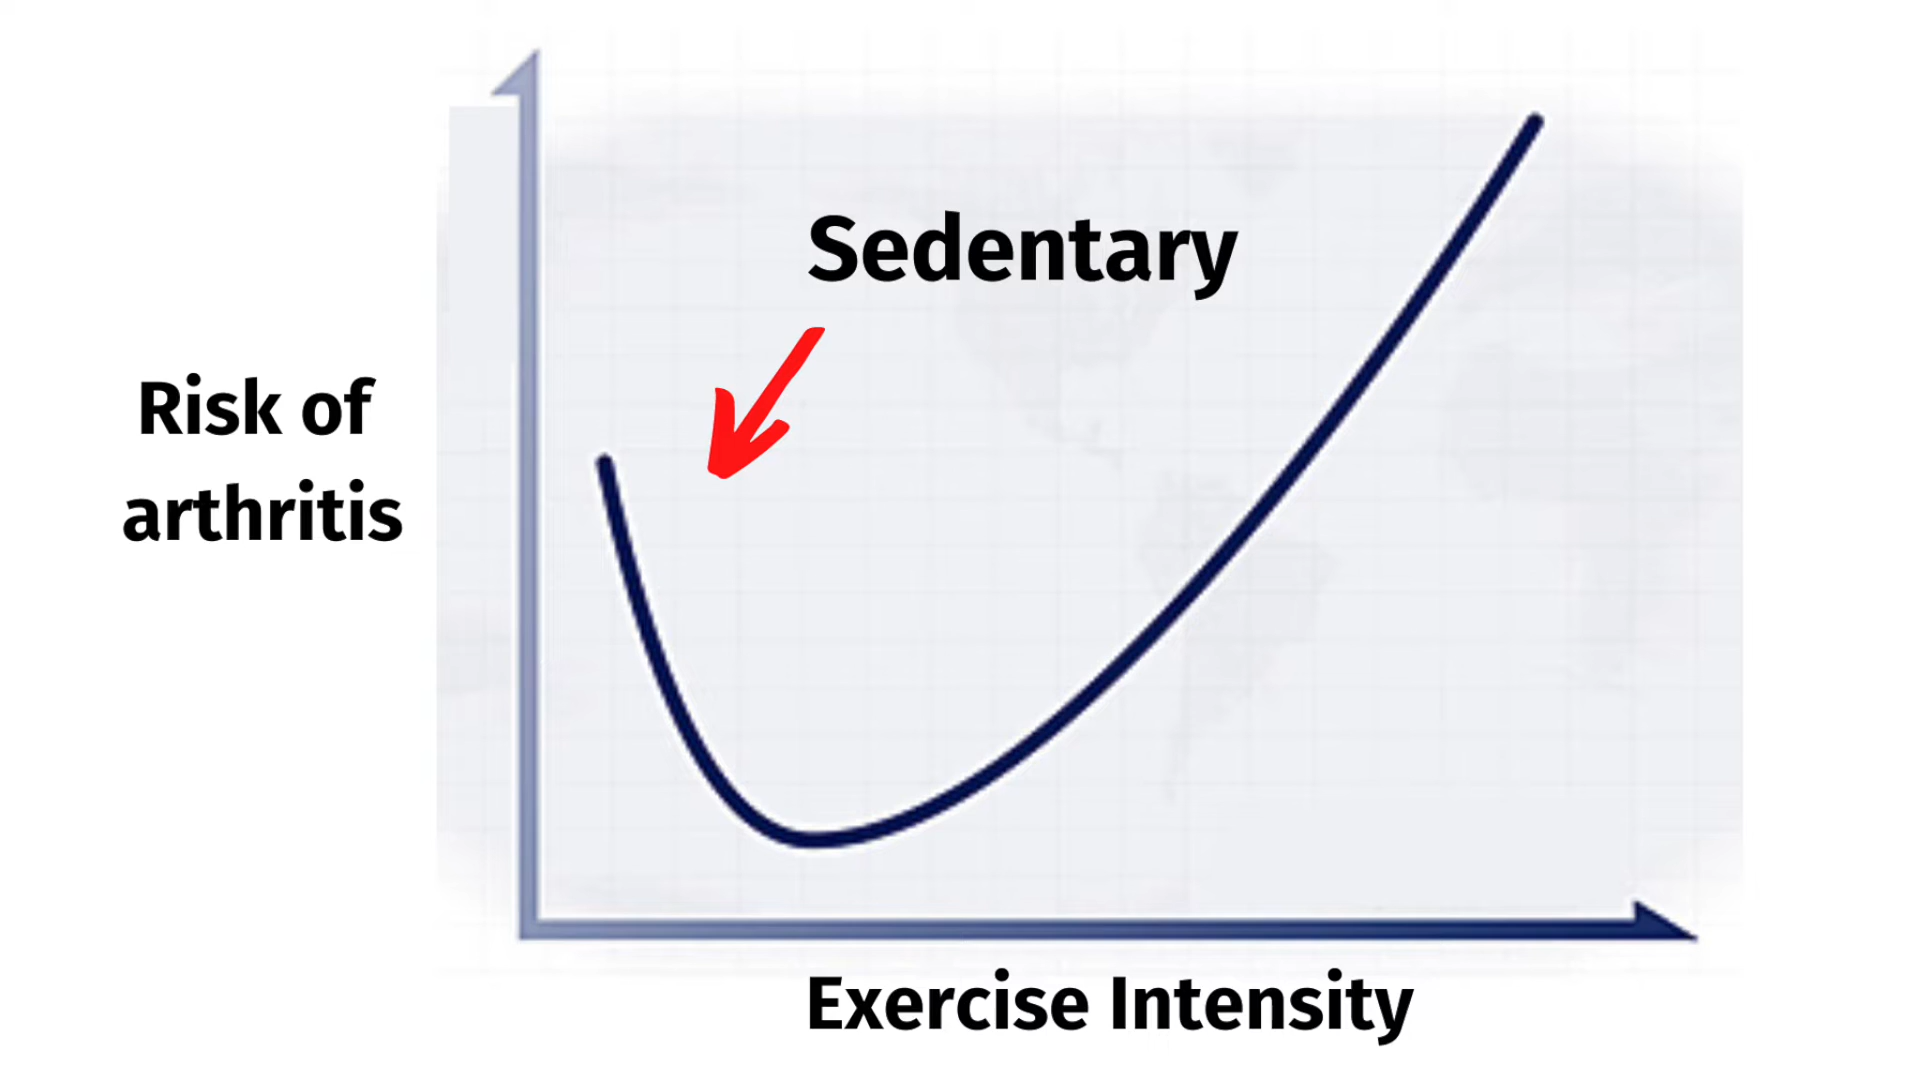 Sedentary
Risk of
arthritis
Exercise Intensity